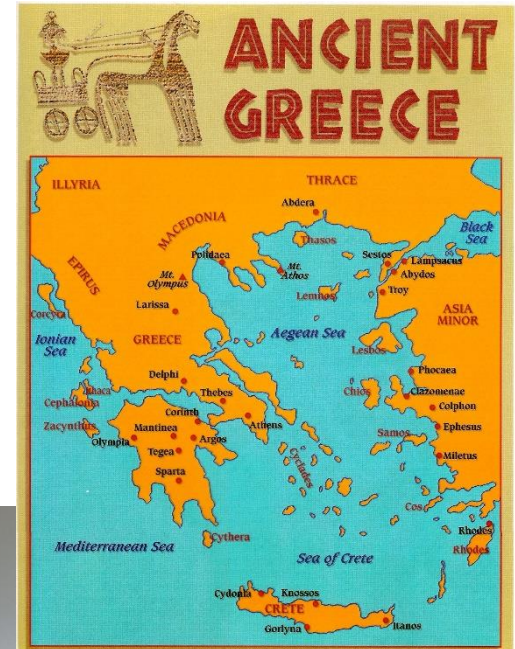 ANCIENT
GREECE
ILLYRIA
THRACE
Abdera
MACEDONIA
Thasos
Black
Sea
Potidaea
Sestos
Lampsacus
Mt.
Olympus
Mt.
Athos
Abydos
EPIRUS
Lemnos
Troy
Larissa
ASIA
MINOR
Corcyra
Ionian
Sea
GREECE
Aegean Sea
Lesbos
Phocaea
Delphi
Ithaca
Thebes
Chios
Clazomenae
Cephalonia
Colphon
Corinth
Zacynthus
Mantinea
Athens
Ephesus
Olympia
Argos
Samos
Tegea
Miletus
Cyclades
Sparta
Cos
Rhodes
Cythera
Rhodes
Mediterranean Sea
Sea of Crete
Cydonia
Knossos
CRETE
Gortyna
Itanos